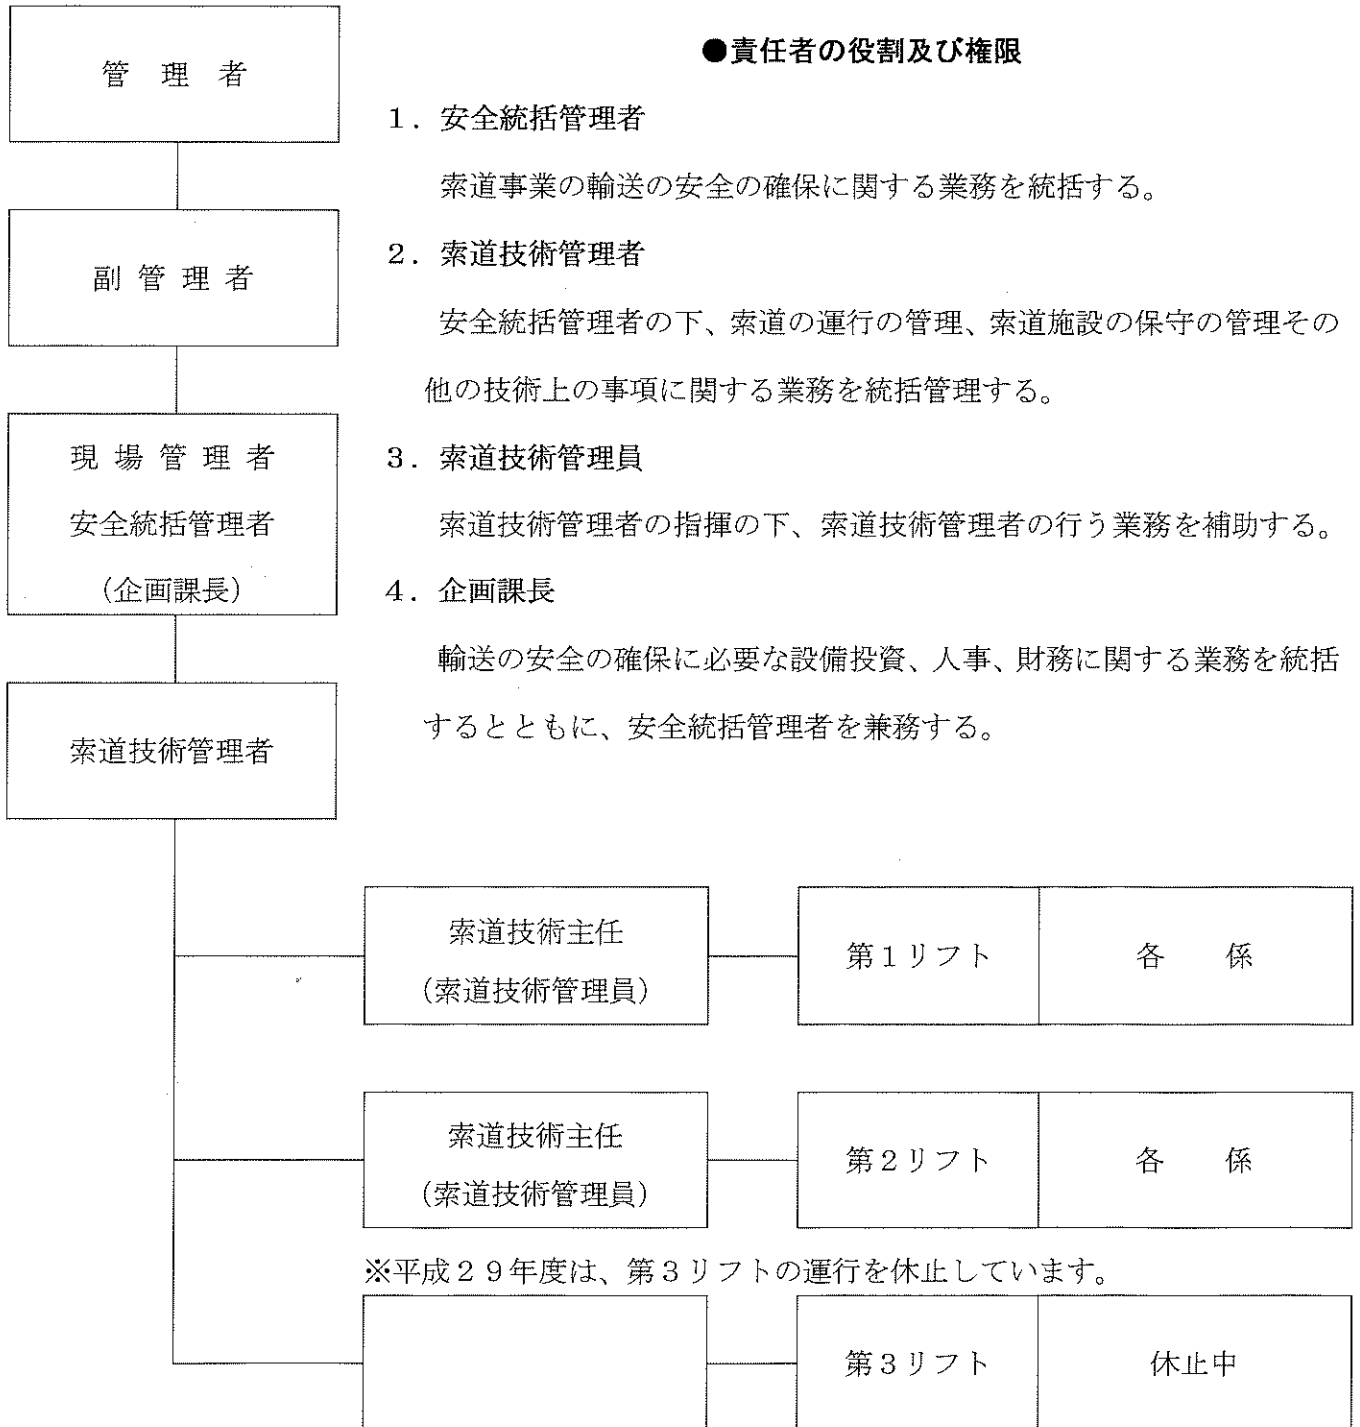 管 理 者
副 管 理 者
現 場 管 理 者
安全統括管理者
(企画課長)
索道技術管理者
●責任者の役割及び権限
1．安全統括管理者
索道事業の輸送の安全の確保に関する業務を統括する。
2．索道技術管理者
安全統括管理者の下、索道の運行の管理、索道施設の保守の管理その
他の技術上の事項に関する業務を統括管理する。
3．索道技術管理員
索道技術管理者の指揮の下、索道技術管理者の行う業務を補助する。
4．企画課長
輸送の安全の確保に必要な設備投資、人事、財務に関する業務を統括
するとともに、安全統括管理者を兼務する。
索道技術主任
(索道技術管理員)
第1リフト
各 係
索道技術主任
(索道技術管理員)
第2リフト
各 係
※平成29年度は、第3リフトの運行を休止しています。
第3リフト
休止中